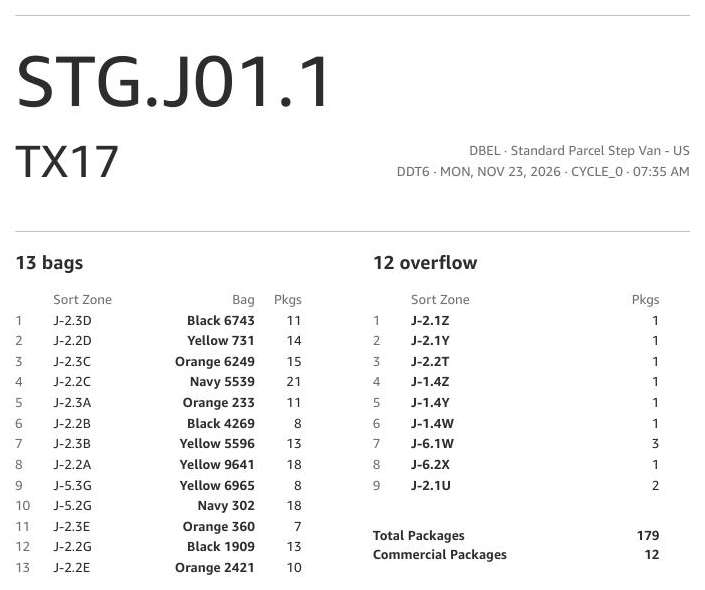 STG.J01.1
TX17
DBEL · Standard Parcel Step Van - US
DDT6 · MON, NOV 23, 2026 · CYCLE_0 · 07:35 AM
13 bags
Sort Zone Bag Pkgs
1 J-2.3D Black 6743 11
2 J-2.2D Yellow 731 14
3 J-2.3C Orange 6249 15
4 J-2.2C Navy 5539 21
5 J-2.3A Orange 233 11
6 J-2.2B Black 4269 8
7 J-2.3B Yellow 5596 13
8 J-2.2A Yellow 9641 18
9 J-5.3G Yellow 6965 8
10 J-5.2G Navy 302 18
11 J-2.3E Orange 360 7
12 J-2.2G Black 1909 13
13 J-2.2E Orange 2421 10
12 overflow
Sort Zone Pkgs
1 J-2.1Z 1
2 J-2.1Y 1
3 J-2.2T 1
4 J-1.4Z 1
5 J-1.4Y 1
6 J-1.4W 1
7 J-6.1W 3
8 J-6.2X 1
9 J-2.1U 2
Total Packages 179
Commercial Packages 12